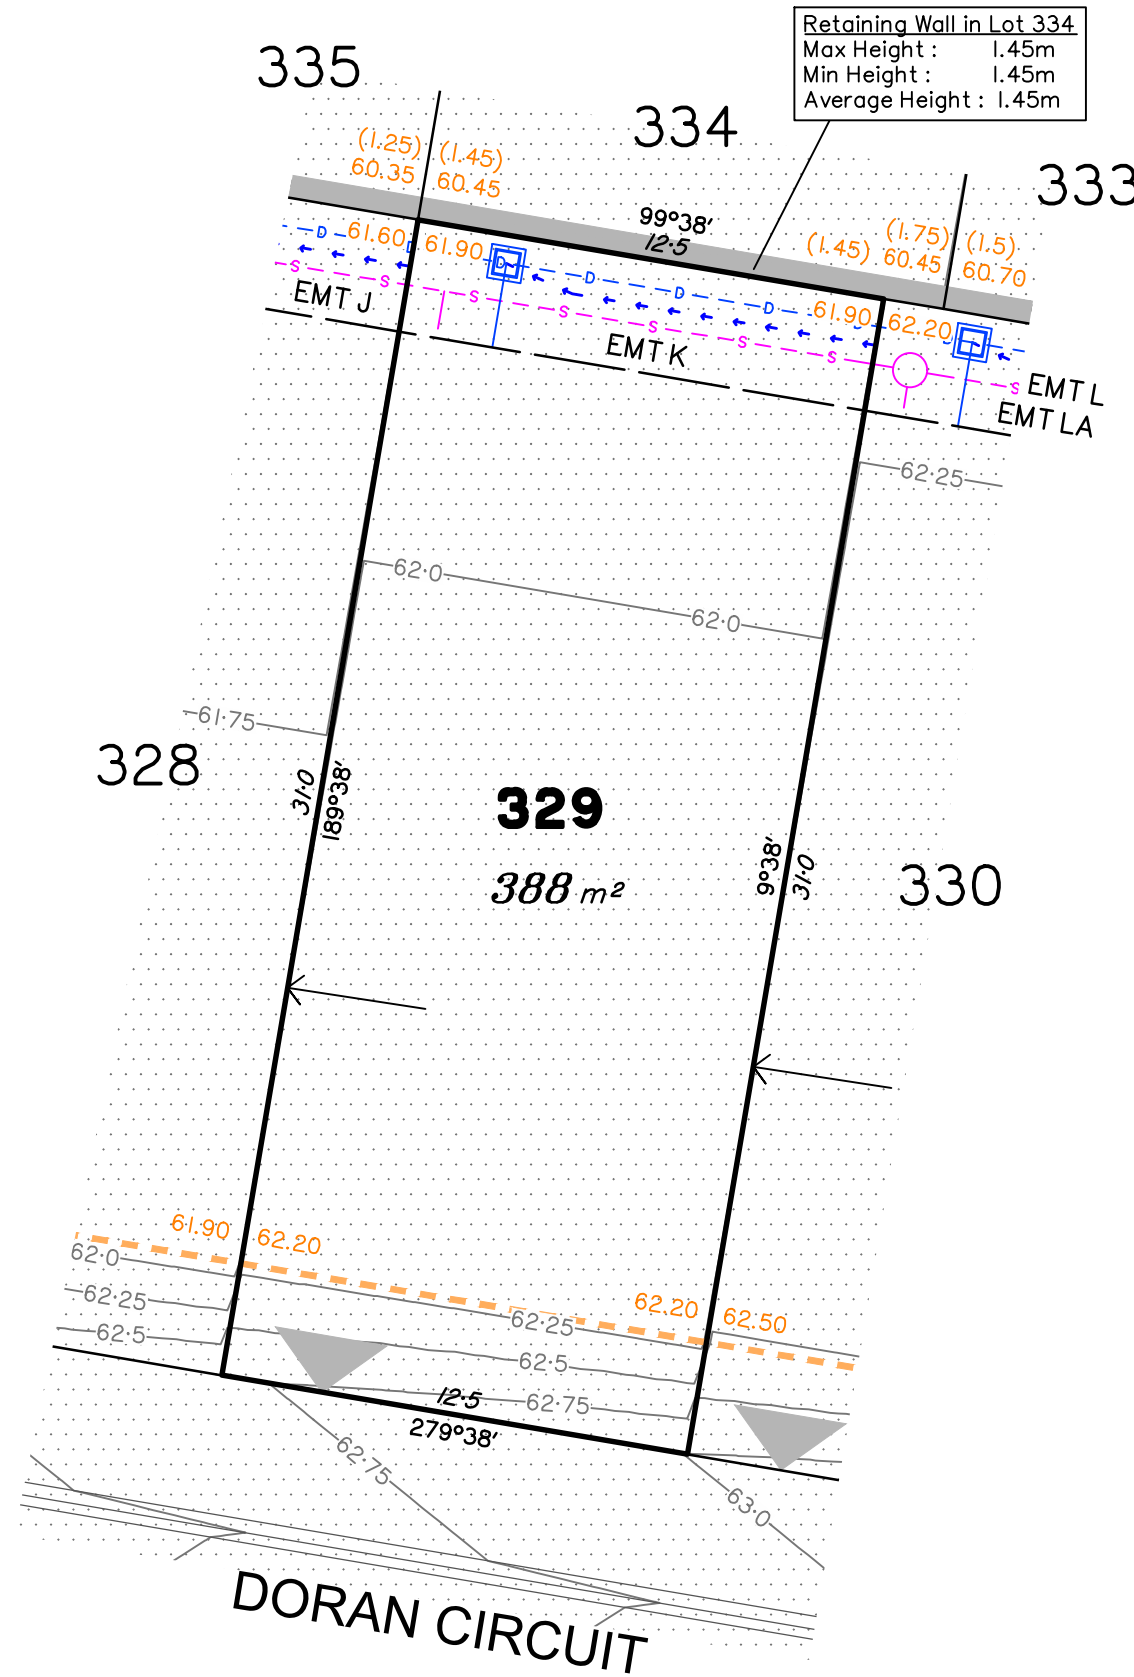 Retaining Wall in Lot 334
Max Height : 1.45m
Min Height : 1.45m
Average Height : 1.45m
335
334
333
(1.25) (1.45)
60.35 60.45
99°38'
12·5
(1.75) (1.5)
(1.45) 60.45 60.70
D 61.60 D 61.90 D D D D 61.90 62.20
S S S S S S S S
EMT J
EMT K
EMT L
EMT LA
62·25
62·0
62·0
61·75
328
31·0
189°38'
329
388 m²
9°38'
31·0
330
61.90 62.20
62·0
62·25
62·5
62.20 62.50
62·25
62·5
62·75
12·5
279°38'
62·75
63·0
DORAN CIRCUIT